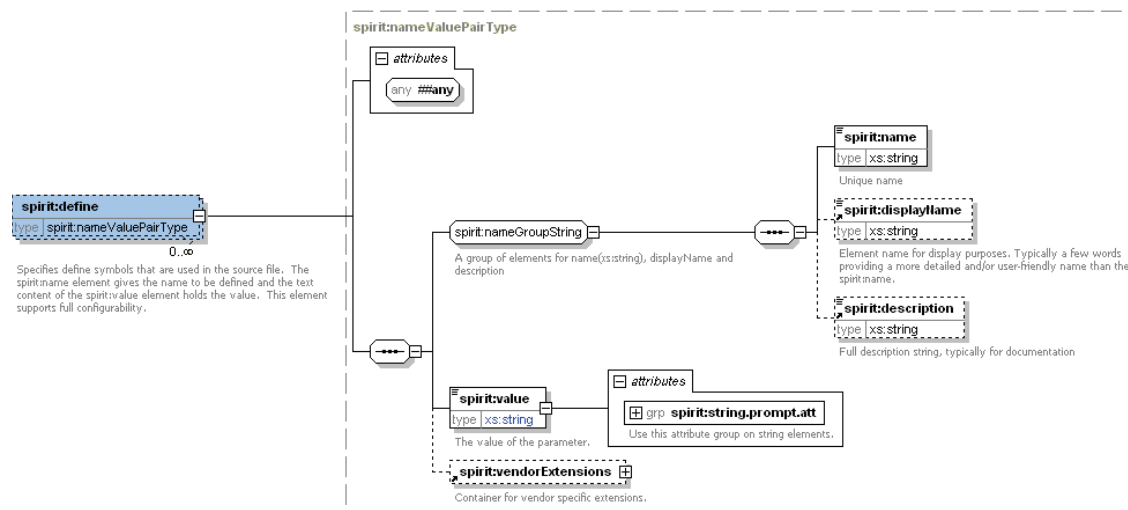 spirit:nameValuePairType
attributes
any ##any
spirit:define
type spirit:nameValuePairType
0..∞
Specifies define symbols that are used in the source file. The
spirit:name element gives the name to be defined and the text
content of the spirit:value element holds the value. This element
supports full configurability.
spirit:nameGroupString
A group of elements for name(xs:string), displayName and
description
spirit:name
type xs:string
Unique name
spirit:displayName
type xs:string
Element name for display purposes. Typically a few words
providing a more detailed and/or user-friendly name than the
spirit:name.
spirit:description
type xs:string
Full description string, typically for documentation
spirit:value
type xs:string
The value of the parameter.
attributes
grp spirit:string.prompt.att
Use this attribute group on string elements.
spirit:vendorExtensions
Container for vendor specific extensions.